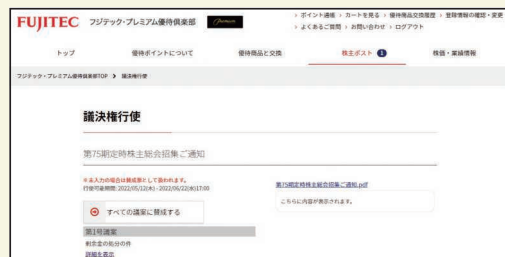 FUJITEC フジテック・プレミアム優待倶楽部 Premium
› ポイント通帳 › カートを見る › 優待商品交換履歴 › 登録情報の確認・変更
› よくあるご質問 › お問い合わせ › ログアウト
トップ 優待ポイントについて 優待商品と交換 株主ポスト 1 株価・業績情報
フジテック・プレミアム優待倶楽部TOP › 議決権行使
議決権行使
第75期定時株主総会招集ご通知
※未入力の場合は賛成票として扱われます。
行使可能期間: 2022/05/12(木) - 2022/06/22(水)17:00
すべての議案に賛成する
第1号議案
剰余金の処分の件
詳細を表示
第75期定時株主総会招集ご通知.pdf
こちらに内容が表示されます。